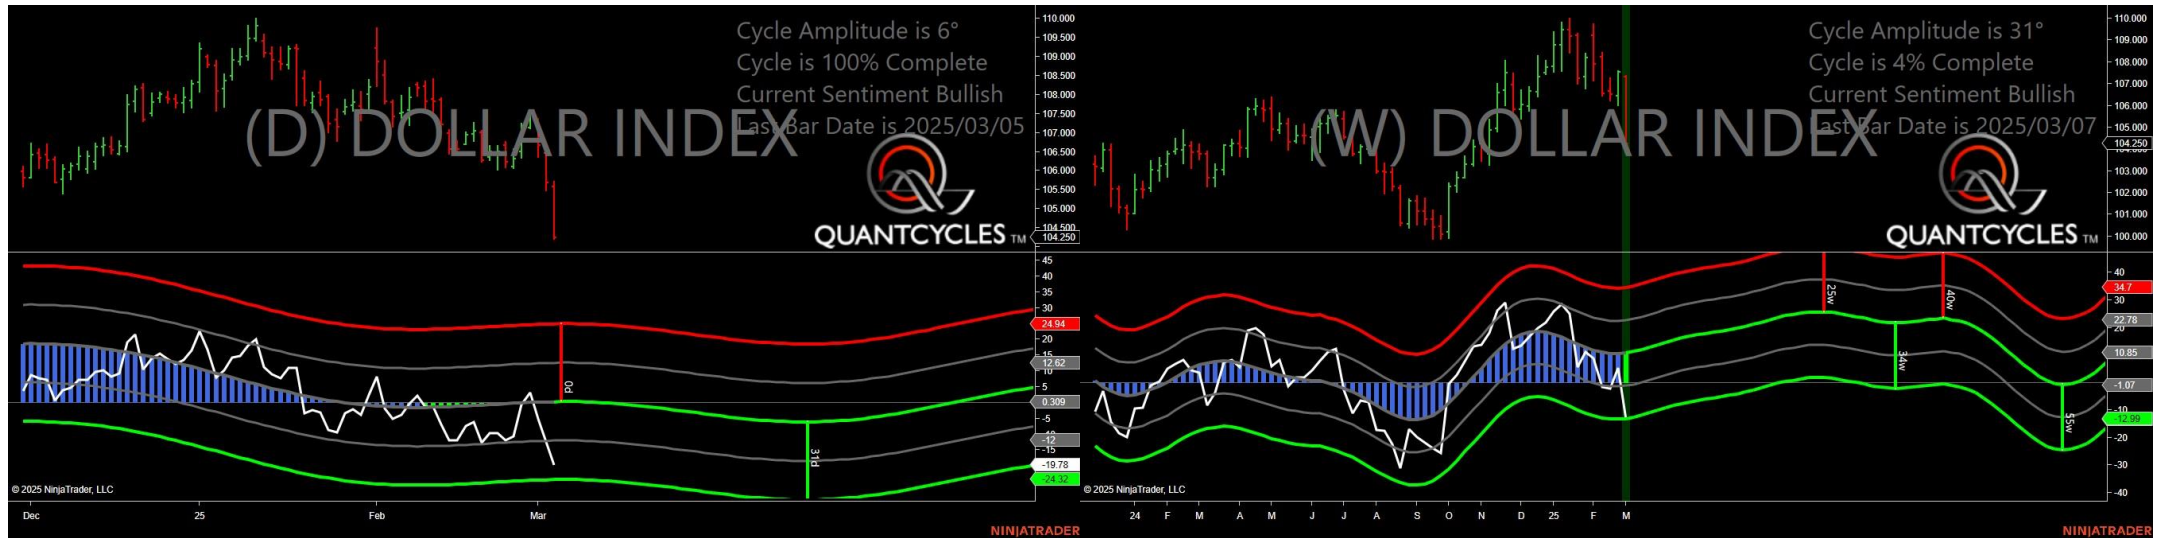 Cycle Amplitude is 6°
Cycle is 100% Complete
Current Sentiment Bullish
Last Bar Date is 2025/03/05
(D) DOLLAR INDEX
QUANTCYCLES TM
110.000
109.500
109.000
108.500
108.000
107.500
107.000
106.500
106.000
105.500
105.000
104.500
104.250
45
40
35
30
24.94
20
15
12.62
10
5
0.309
-5
-12
-15
-19.78
-24.32
0d
31d
© 2025 NinjaTrader, LLC
Dec
25
Feb
Mar
NINJATRADER
Cycle Amplitude is 31°
Cycle is 4% Complete
Current Sentiment Bullish
Last Bar Date is 2025/03/07
(W) DOLLAR INDEX
QUANTCYCLES TM
110.000
109.000
108.000
107.000
106.000
105.000
104.250
103.000
102.000
101.000
100.000
40
34.7
30
22.78
20
10.85
-1.07
-10
-12.99
-20
-30
-40
25w
40w
34w
55w
© 2025 NinjaTrader, LLC
24
F
M
A
M
J
J
A
S
O
N
D
25
F
M
NINJATRADER